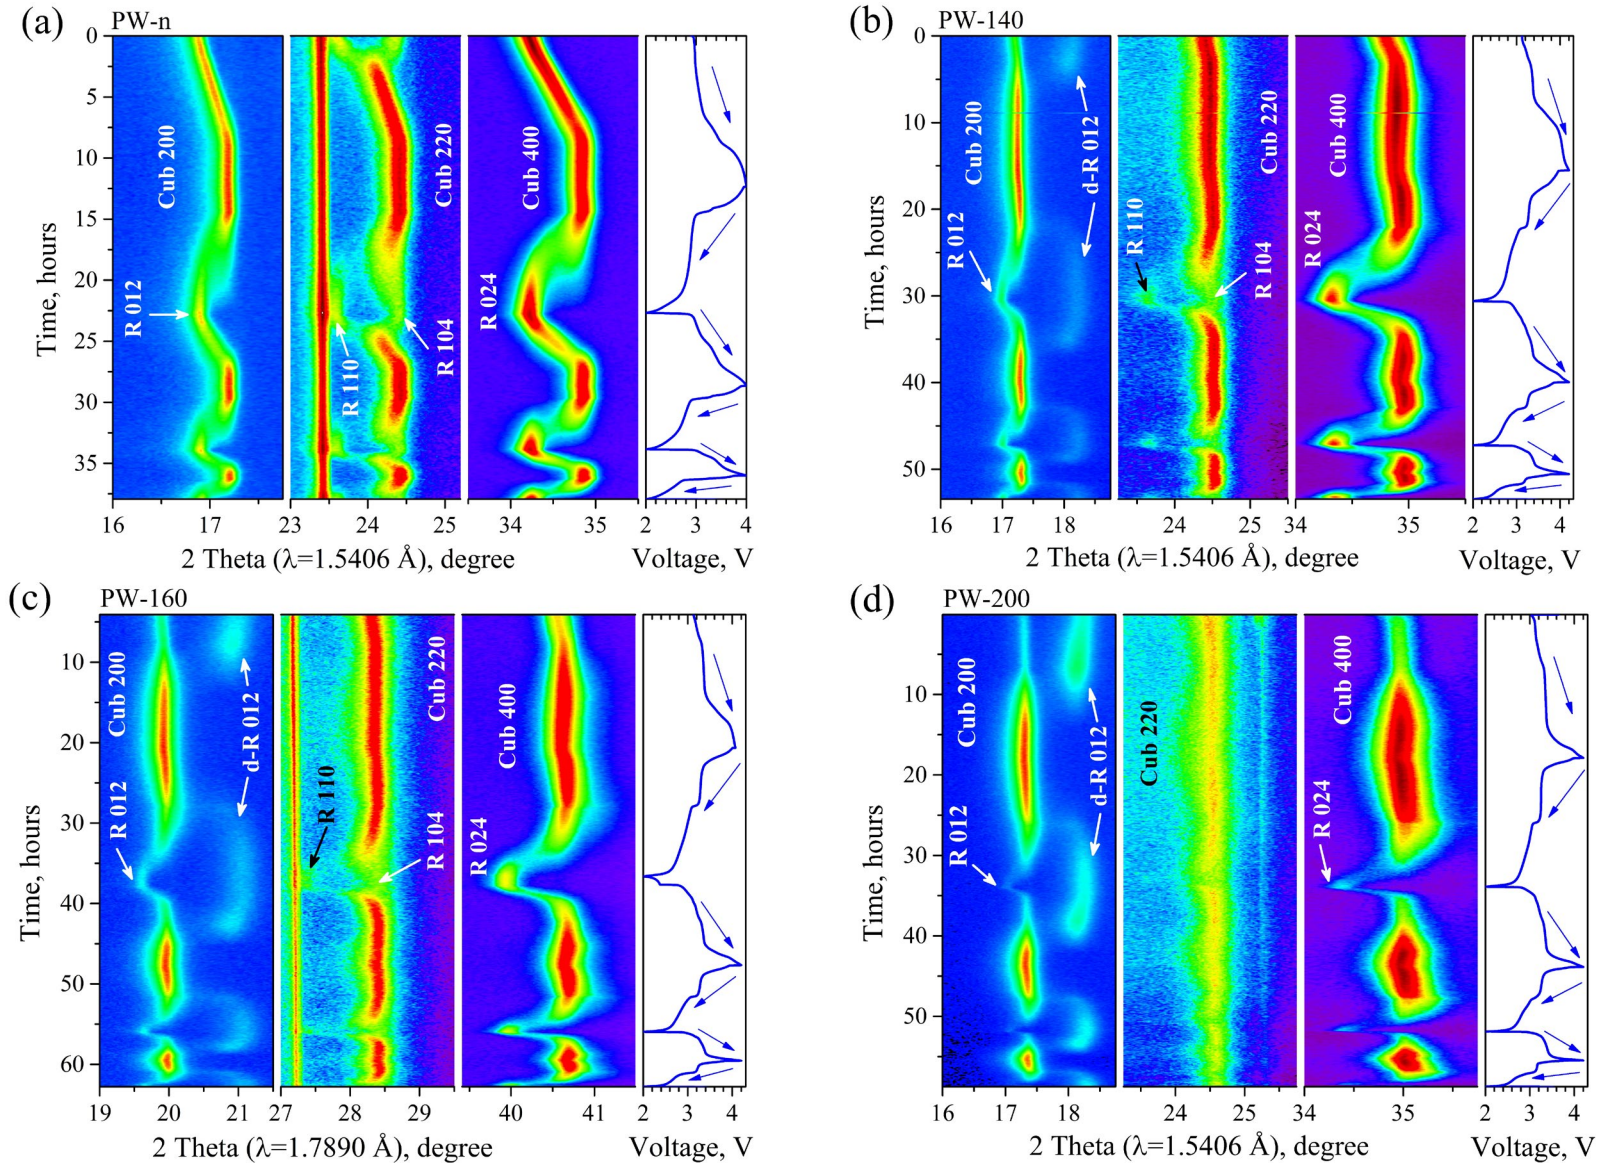 (a) PW-n
Time, hours
0
5
10
15
20
25
30
35
Cub 200
R 012
Cub 220
R 110
R 104
Cub 400
R 024
16 17 23 24 25 34 35 2 3 4
2 Theta (λ=1.5406 Å), degree Voltage, V
(b) PW-140
Time, hours
0
10
20
30
40
50
Cub 200
R 012
d-R 012
R 110
Cub 220
R 104
Cub 400
R 024
16 17 18 24 25 34 35 2 3 4
2 Theta (λ=1.5406 Å), degree Voltage, V
(c) PW-160
Time, hours
10
20
30
40
50
60
Cub 200
R 012
d-R 012
R 110
Cub 220
R 104
Cub 400
R 024
19 20 21 27 28 29 40 41 2 3 4
2 Theta (λ=1.7890 Å), degree Voltage, V
(d) PW-200
Time, hours
10
20
30
40
50
Cub 200
R 012
d-R 012
Cub 220
Cub 400
R 024
16 17 18 24 25 34 35 2 3 4
2 Theta (λ=1.5406 Å), degree Voltage, V